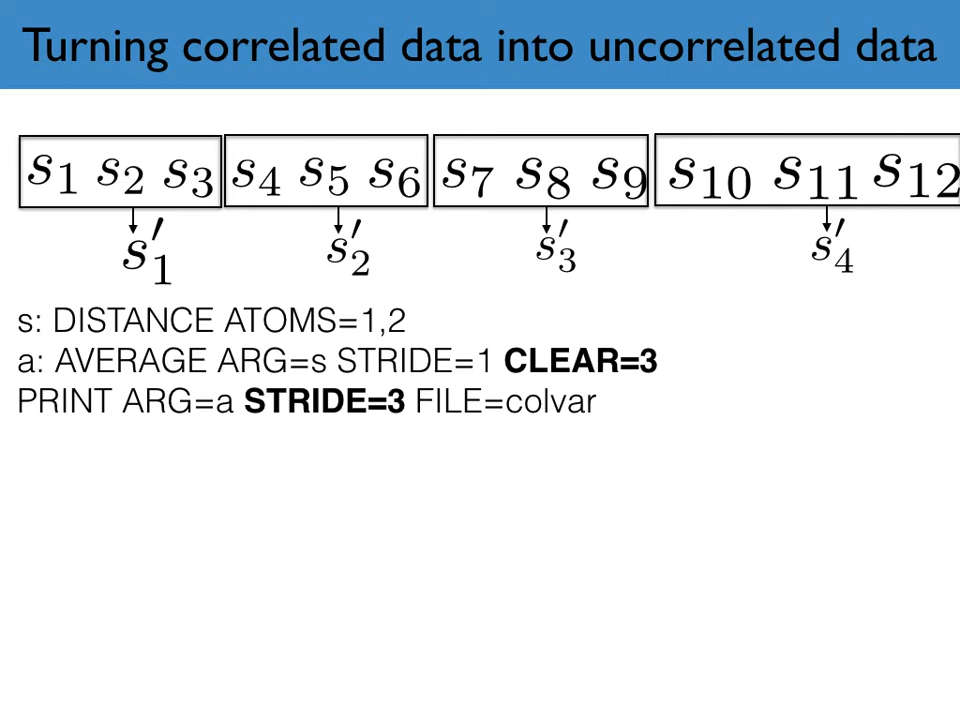 Turning correlated data into uncorrelated data
s₁ s₂ s₃ s₄ s₅ s₆ s₇ s₈ s₉ s₁₀ s₁₁ s₁₂
s′₁ s′₂ s′₃ s′₄
s: DISTANCE ATOMS=1,2
a: AVERAGE ARG=s STRIDE=1 CLEAR=3
PRINT ARG=a STRIDE=3 FILE=colvar